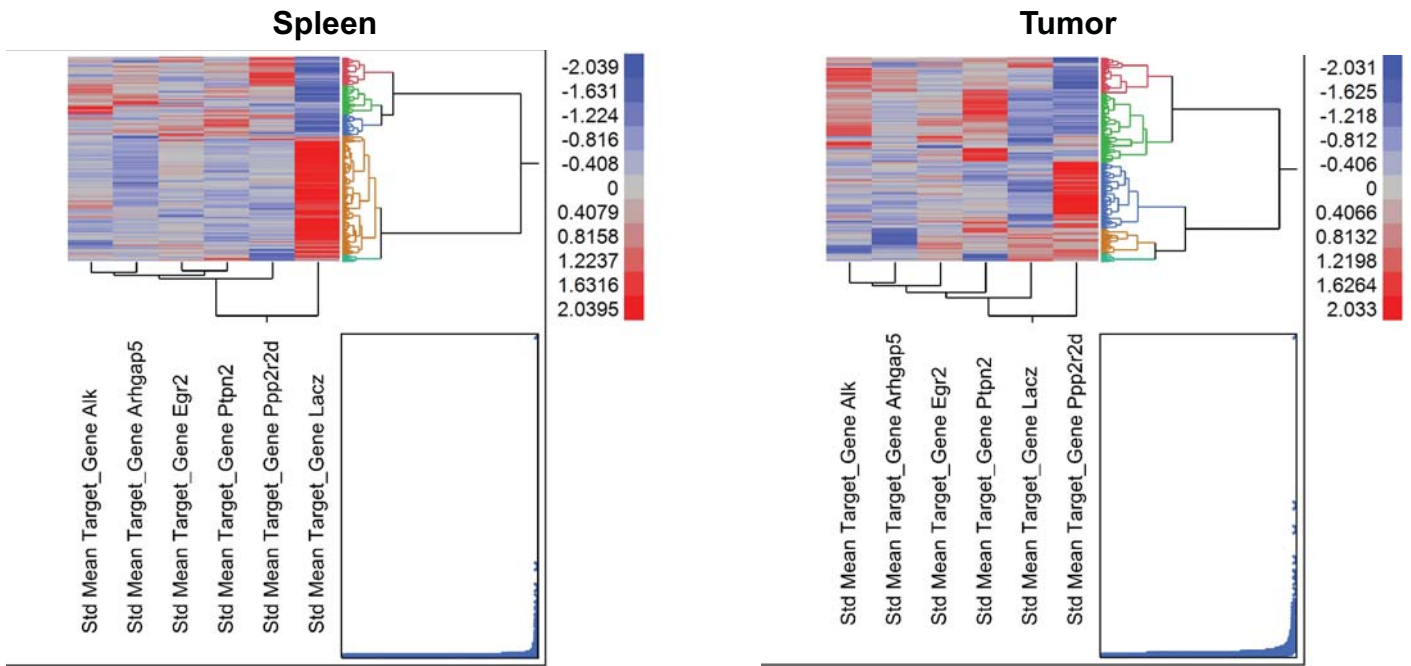 Spleen
-2.039
-1.631
-1.224
-0.816
-0.408
0
0.4079
0.8158
1.2237
1.6316
2.0395
Std Mean Target_Gene Alk
Std Mean Target_Gene Arhgap5
Std Mean Target_Gene Egr2
Std Mean Target_Gene Ptpn2
Std Mean Target_Gene Ppp2r2d
Std Mean Target_Gene Lacz
Tumor
-2.031
-1.625
-1.218
-0.812
-0.406
0
0.4066
0.8132
1.2198
1.6264
2.033
Std Mean Target_Gene Alk
Std Mean Target_Gene Arhgap5
Std Mean Target_Gene Egr2
Std Mean Target_Gene Ptpn2
Std Mean Target_Gene Lacz
Std Mean Target_Gene Ppp2r2d